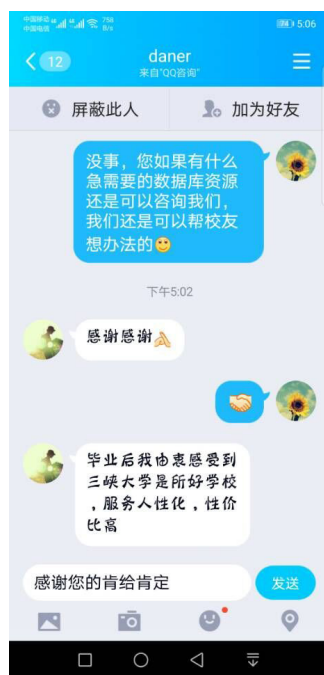 中国移动 中国电信 4G 4G 758 B/s 28 5:06
12 daner
来自"QQ咨询"
屏蔽此人 加为好友
没事，您如果有什么
急需要的数据库资源
还是可以咨询我们，
我们还是可以帮校友
想办法的
下午5:02
感谢感谢
毕业后我由衷感受到
三峡大学是所好学校
，服务人性化，性价
比高
感谢您的肯给肯定 发送